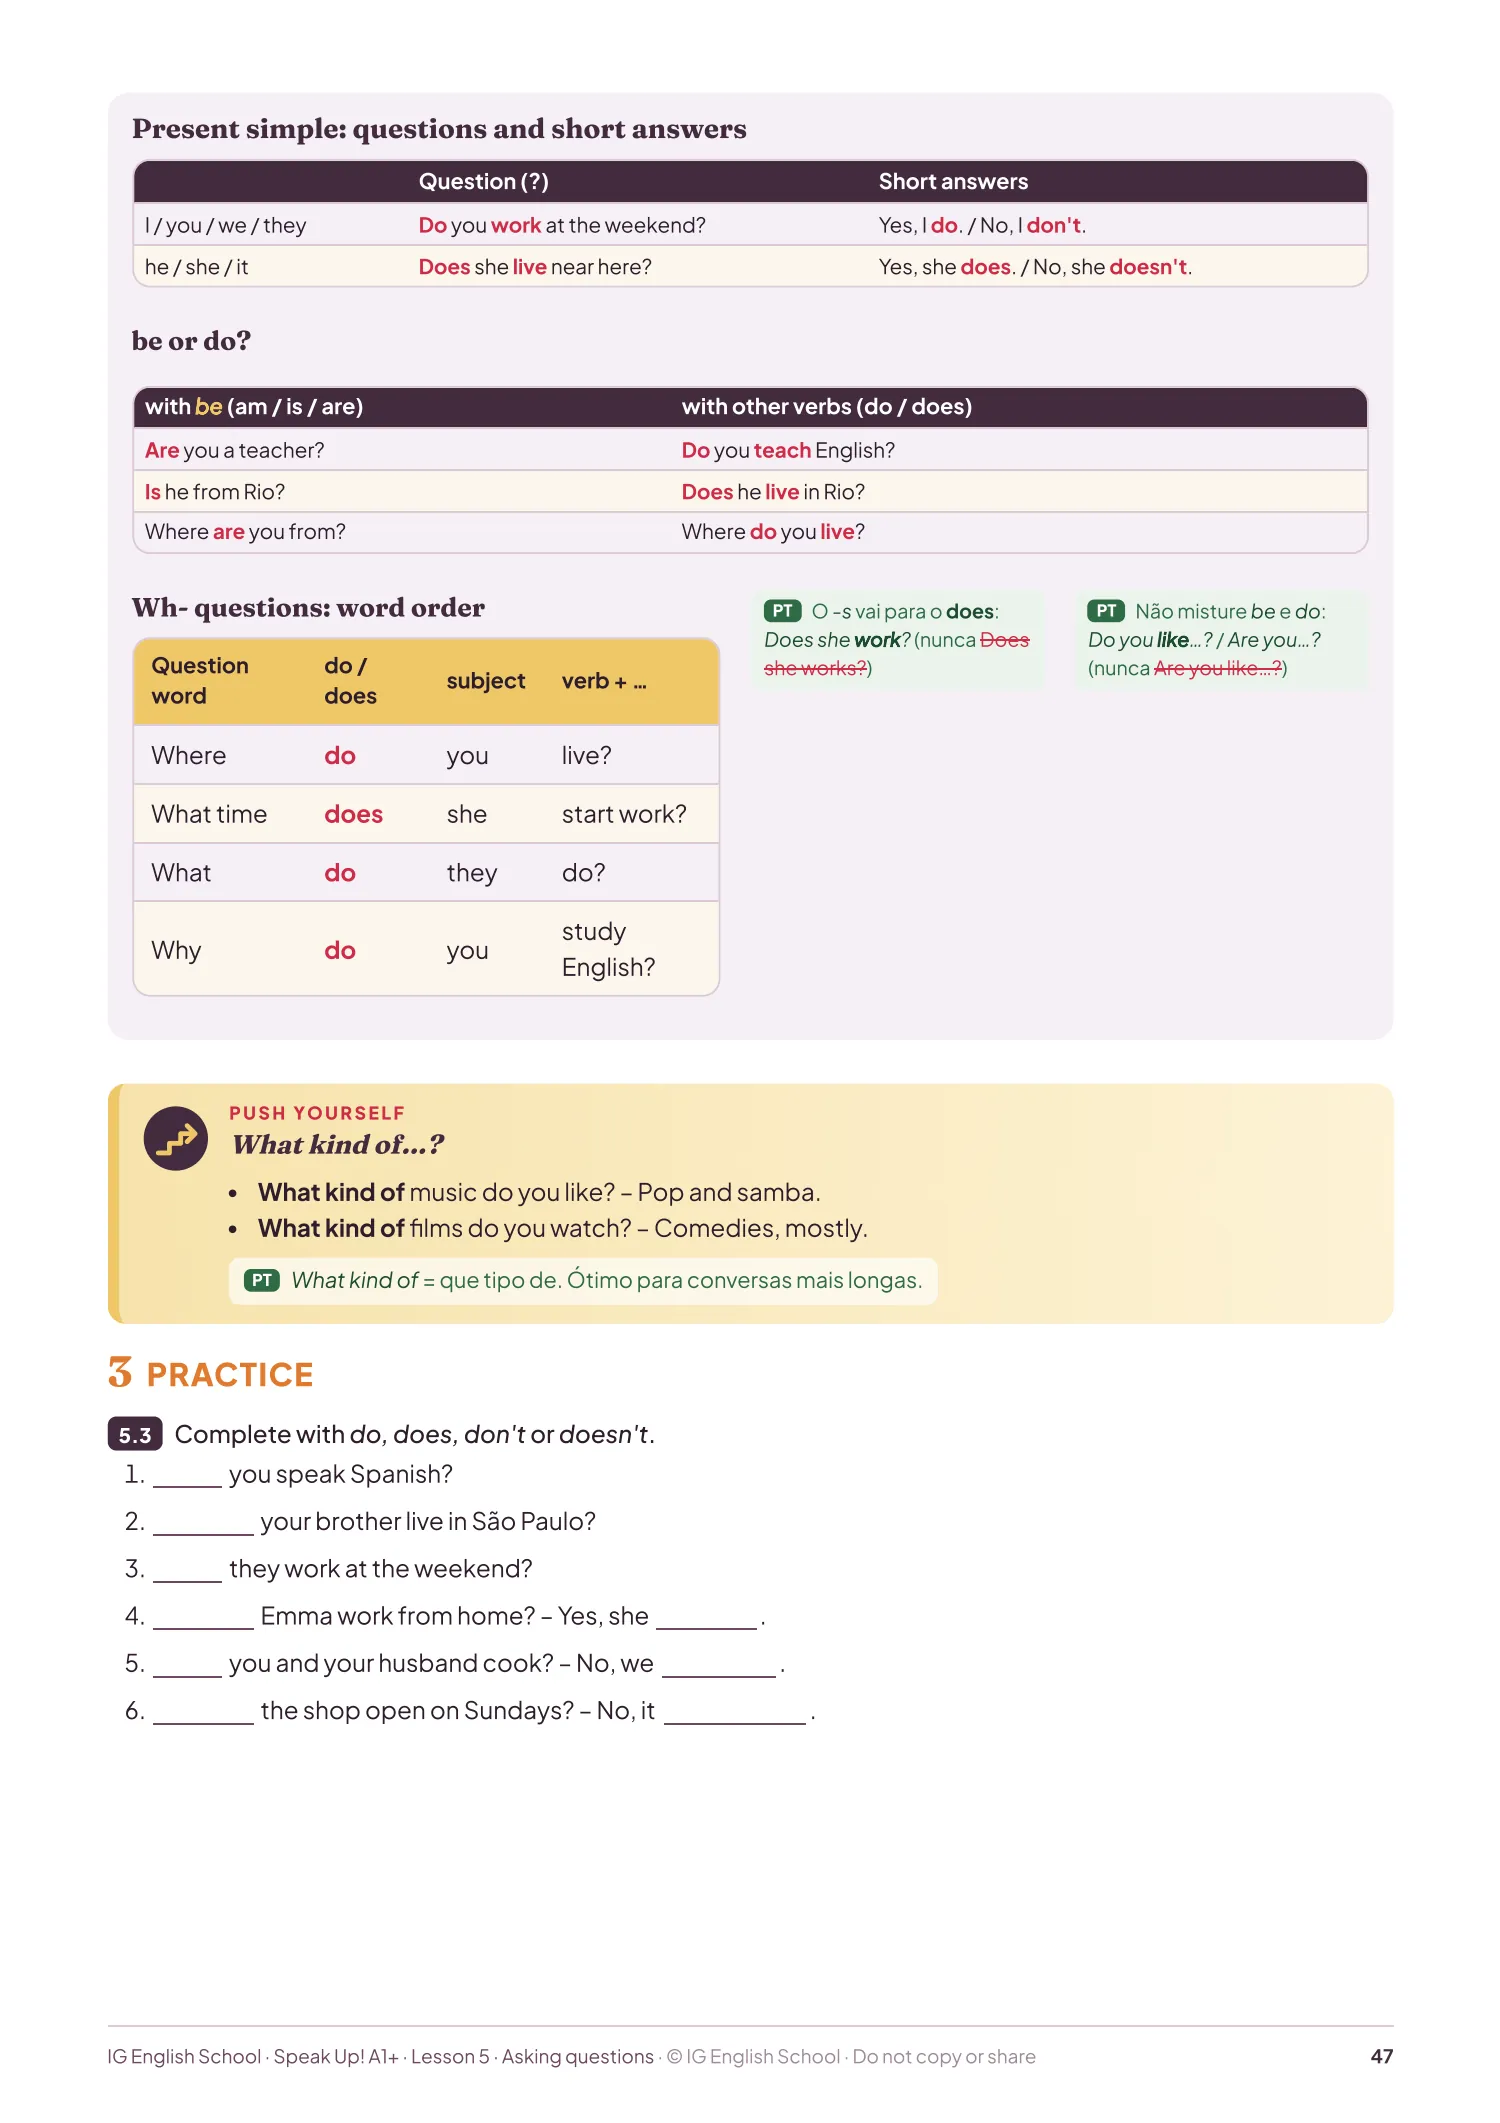 Present simple: questions and short answers
Question (?) Short answers
I / you / we / they Do you work at the weekend? Yes, I do. / No, I don't.
he / she / it Does she live near here? Yes, she does. / No, she doesn't.
be or do?
with be (am / is / are) with other verbs (do / does)
Are you a teacher? Do you teach English?
Is he from Rio? Does he live in Rio?
Where are you from? Where do you live?
Wh- questions: word order
Question word do / does subject verb + ...
Where do you live?
What time does she start work?
What do they do?
Why do you study English?
PT O -s vai para o does:
Does she work? (nunca Does
she works?)
PT Não misture be e do:
Do you like...? / Are you...?
(nunca Are you like...?)
PUSH YOURSELF
What kind of...?
• What kind of music do you like? – Pop and samba.
• What kind of films do you watch? – Comedies, mostly.
PT What kind of = que tipo de. Ótimo para conversas mais longas.
3 PRACTICE
5.3 Complete with do, does, don't or doesn't.
1. _____ you speak Spanish?
2. _______ your brother live in São Paulo?
3. _____ they work at the weekend?
4. _______ Emma work from home? – Yes, she _______ .
5. _____ you and your husband cook? – No, we ________ .
6. _______ the shop open on Sundays? – No, it __________ .
IG English School · Speak Up! A1+ · Lesson 5 · Asking questions · © IG English School · Do not copy or share 47